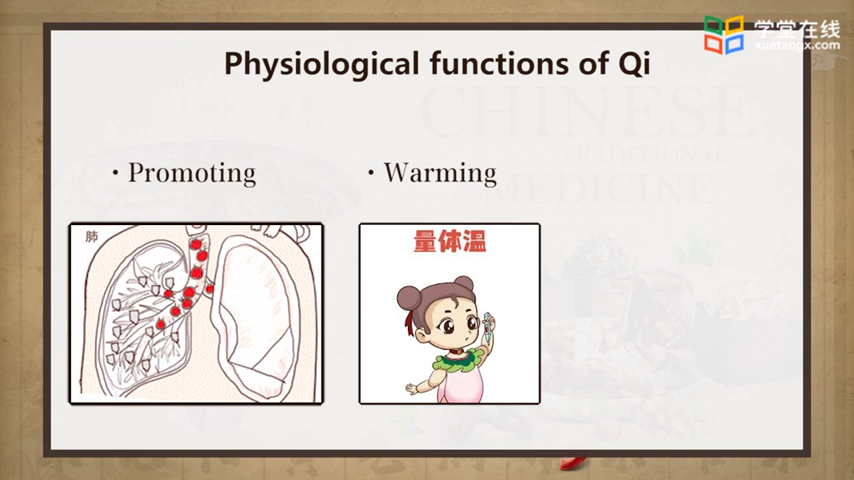 学堂在线
xuetangx.com
Physiological functions of Qi
CHINESE
TRADITIONAL
MEDICINE
· Promoting
· Warming
肺
量体温